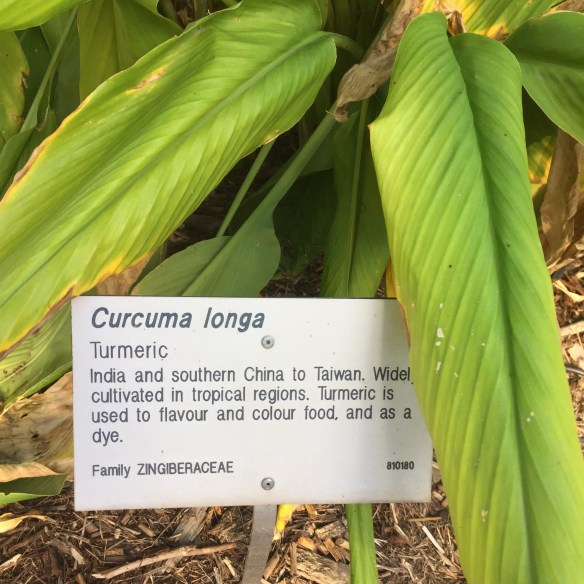 Curcuma longa
Turmeric
India and southern China to Taiwan. Widel
cultivated in tropical regions. Turmeric is
used to flavour and colour food, and as a
dye.
Family ZINGIBERACEAE 810180